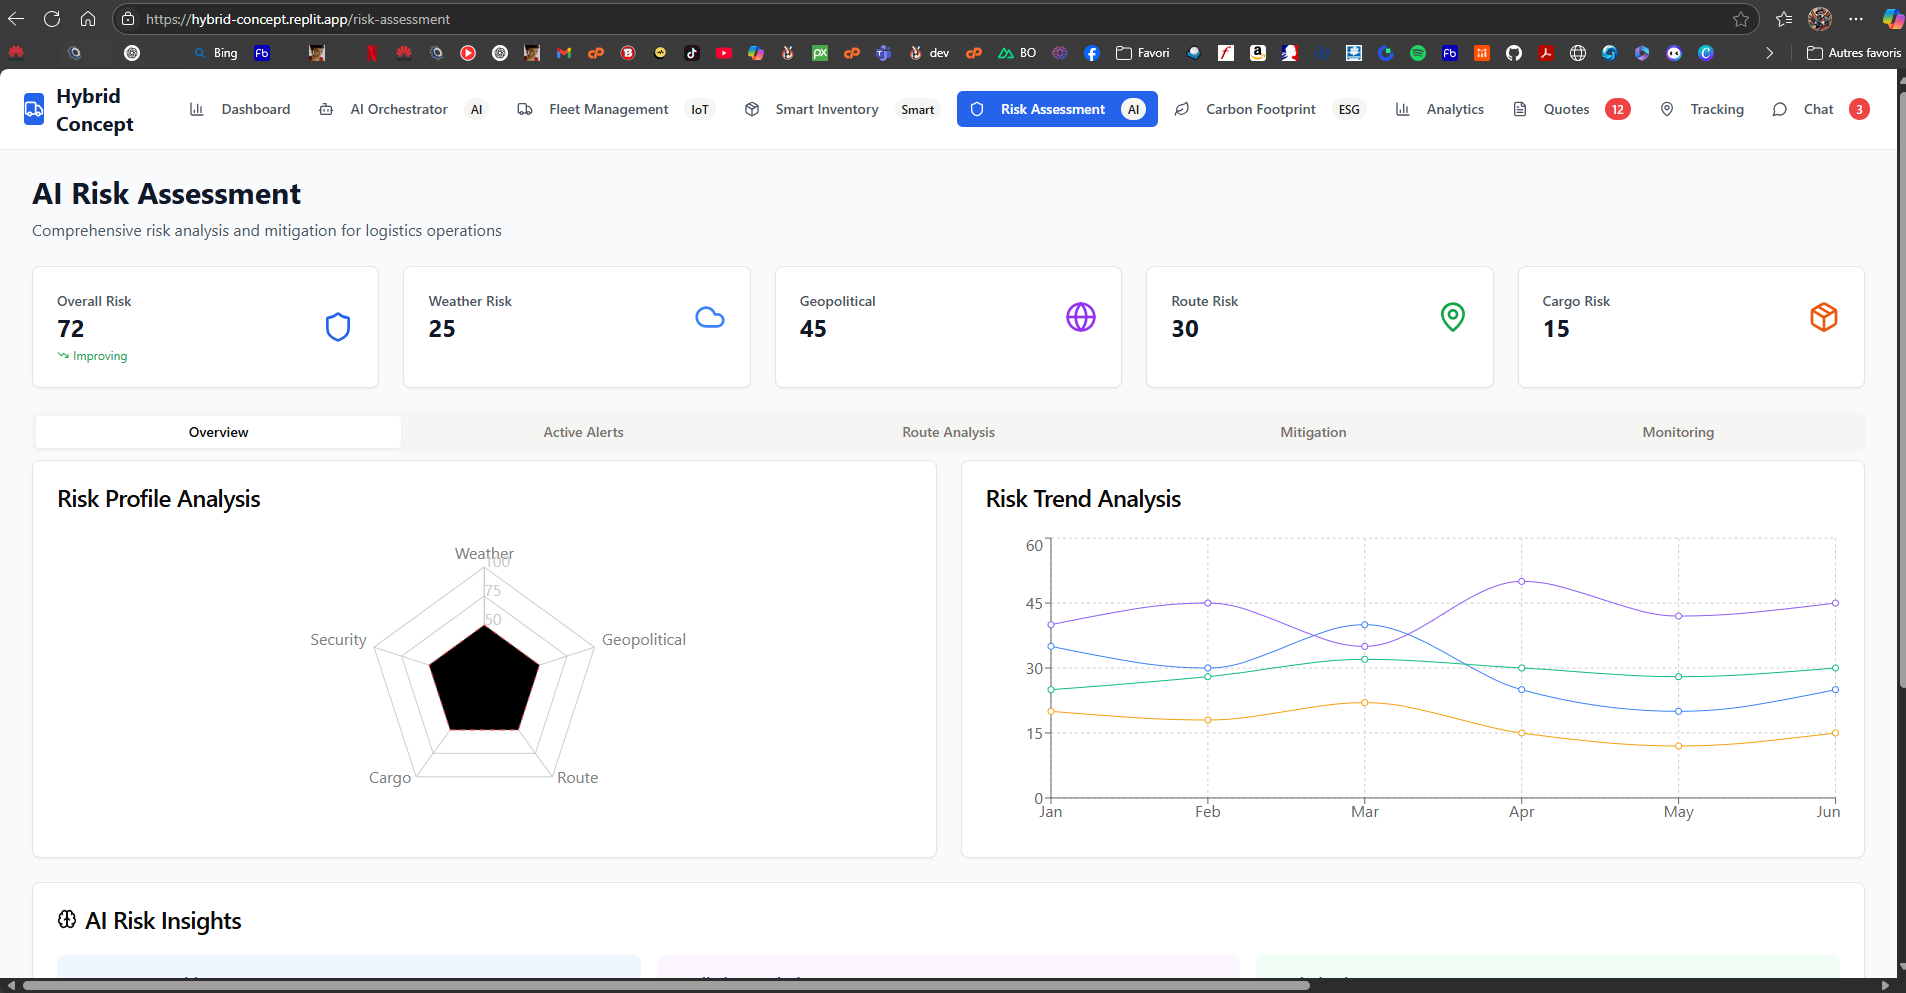 https://hybrid-concept.replit.app/risk-assessment
Bing
dev
BO
Favori
Autres favoris
Hybrid
Concept
Dashboard
AI Orchestrator AI
Fleet Management IoT
Smart Inventory Smart
Risk Assessment AI
Carbon Footprint ESG
Analytics
Quotes 12
Tracking
Chat 3
AI Risk Assessment
Comprehensive risk analysis and mitigation for logistics operations
Overall Risk
72
Improving
Weather Risk
25
Geopolitical
45
Route Risk
30
Cargo Risk
15
Overview
Active Alerts
Route Analysis
Mitigation
Monitoring
Risk Profile Analysis
Weather
100
75
50
Security
Geopolitical
Cargo
Route
Risk Trend Analysis
60
45
30
15
0
Jan
Feb
Mar
Apr
May
Jun
AI Risk Insights